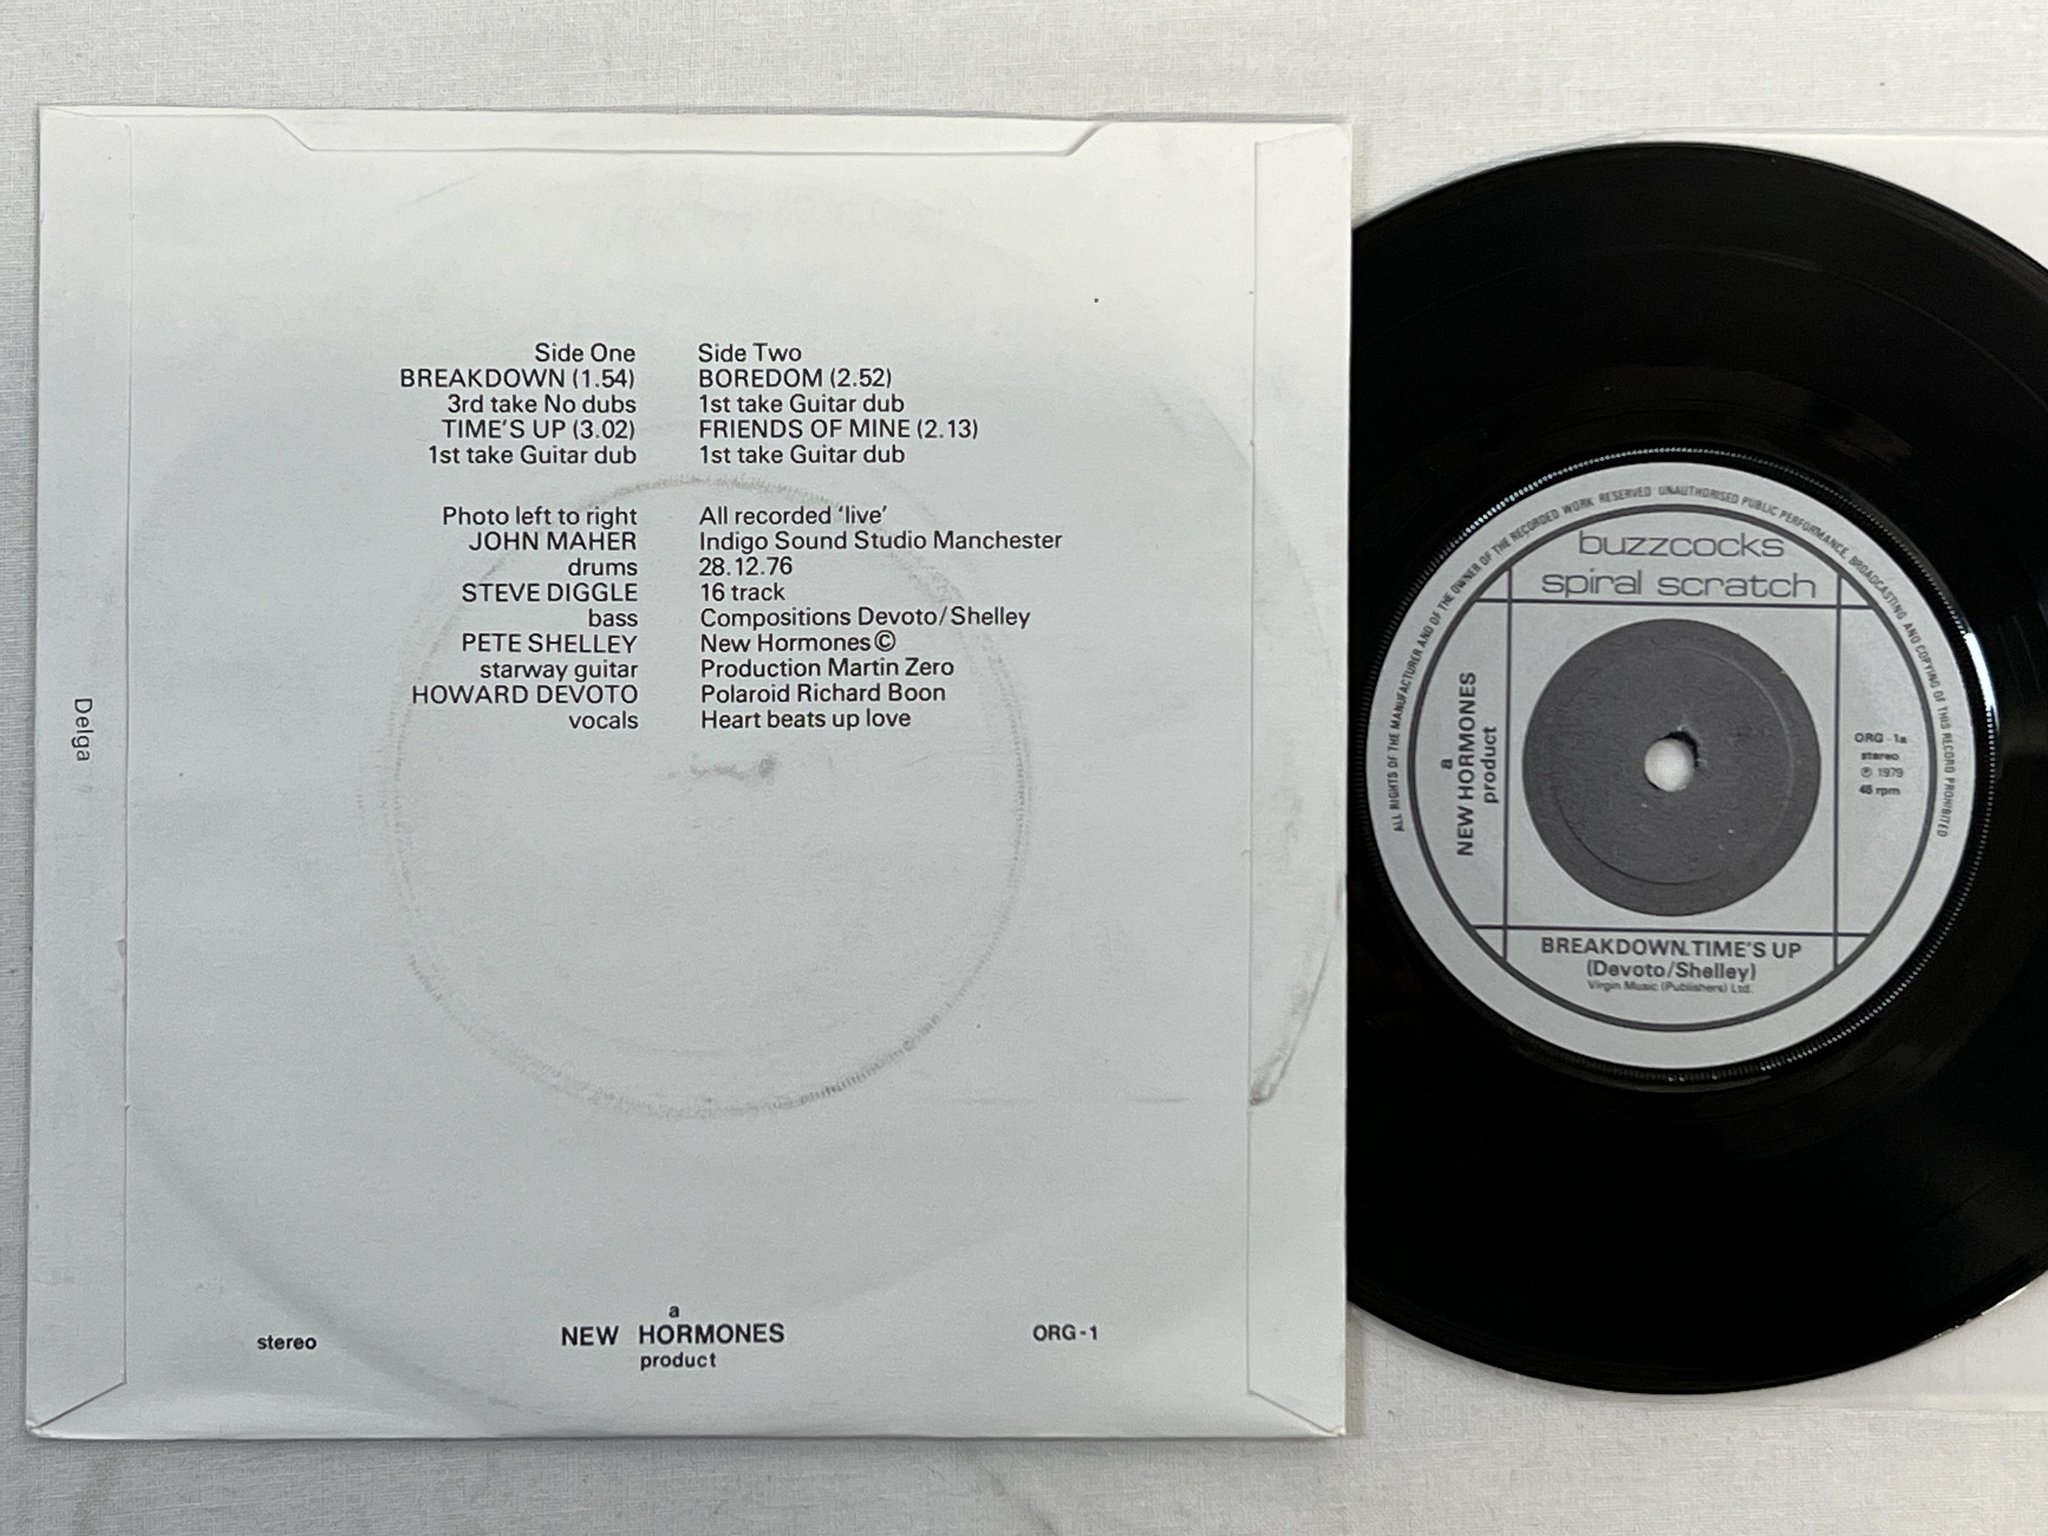 Side One
BREAKDOWN (1.54)
3rd take No dubs
TIME'S UP (3.02)
1st take Guitar dub
Side Two
BOREDOM (2.52)
1st take Guitar dub
FRIENDS OF MINE (2.13)
1st take Guitar dub
Photo left to right
JOHN MAHER
drums
STEVE DIGGLE
bass
PETE SHELLEY
starway guitar
HOWARD DEVOTO
vocals
All recorded 'live'
Indigo Sound Studio Manchester
28.12.76
16 track
Compositions Devoto/Shelley
New Hormones©
Production Martin Zero
Polaroid Richard Boon
Heart beats up love
Delga
stereo
a
NEW HORMONES
product
ORG-1
ALL RIGHTS OF THE MANUFACTURER AND OF THE OWNER OF THE RECORDED WORK RESERVED UNAUTHORISED PUBLIC PERFORMANCE, BROADCASTING AND COPYING OF THIS RECORD PROHIBITED
buzzcocks
spiral scratch
a
NEW HORMONES
product
ORG-1a
stereo
℗ 1979
45 rpm
BREAKDOWN.TIME'S UP
(Devoto/Shelley)
Virgin Music (Publishers) Ltd.